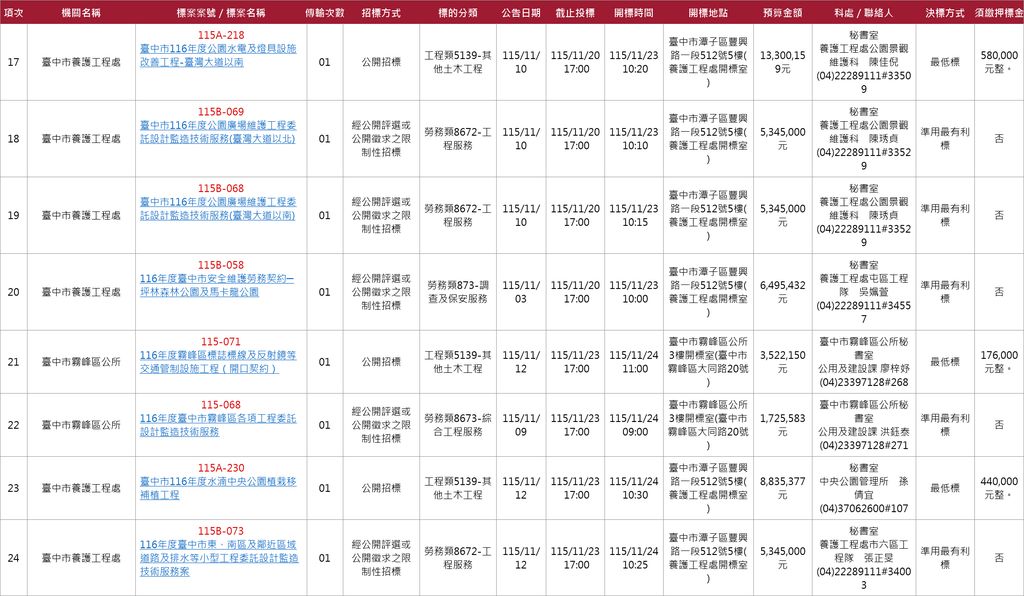 項次 機關名稱 標案案號 / 標案名稱 傳輸次數 招標方式 標的分類 公告日期 截止投標 開標時間 開標地點 預算金額 科處 / 聯絡人 決標方式 須繳押標金
17
臺中市養護工程處
115A-218
臺中市116年度公園水電及燈具設施
改善工程-臺灣大道以南
01
公開招標
工程類5139-其
他土木工程
115/11/
10
115/11/20
17:00
115/11/23
10:20
臺中市潭子區豐興
路一段512號5樓(
養護工程處開標室
)
13,300,15
9元
秘書室
養護工程處公園景觀
維護科 陳佳倪
(04)22289111#3350
9
最低標
580,000
元整。
18
臺中市養護工程處
115B-069
臺中市116年度公園廣場維護工程委
託設計監造技術服務(臺灣大道以北)
01
經公開評選或
公開徵求之限
制性招標
勞務類8672-工
程服務
115/11/
10
115/11/20
17:00
115/11/23
10:10
臺中市潭子區豐興
路一段512號5樓(
養護工程處開標室
)
5,345,000
元
秘書室
養護工程處公園景觀
維護科 陳琇貞
(04)22289111#3352
9
準用最有利
標
否
19
臺中市養護工程處
115B-068
臺中市116年度公園廣場維護工程委
託設計監造技術服務(臺灣大道以南)
01
經公開評選或
公開徵求之限
制性招標
勞務類8672-工
程服務
115/11/
10
115/11/20
17:00
115/11/23
10:15
臺中市潭子區豐興
路一段512號5樓(
養護工程處開標室
)
5,345,000
元
秘書室
養護工程處公園景觀
維護科 陳琇貞
(04)22289111#3352
9
準用最有利
標
否
20
臺中市養護工程處
115B-058
116年度臺中市安全維護勞務契約─
坪林森林公園及馬卡龍公園
01
經公開評選或
公開徵求之限
制性招標
勞務類873-調
查及保安服務
115/11/
03
115/11/20
17:00
115/11/23
10:00
臺中市潭子區豐興
路一段512號5樓(
養護工程處開標室
)
6,495,432
元
秘書室
養護工程處屯區工程
隊 吳姵萱
(04)22289111#3455
7
準用最有利
標
否
21
臺中市霧峰區公所
115-071
116年度霧峰區標誌標線及反射鏡等
交通管制設施工程（開口契約）
01
公開招標
工程類5139-其
他土木工程
115/11/
12
115/11/23
17:00
115/11/24
11:00
臺中市霧峰區公所
3樓開標室(臺中市
霧峰區大同路20號
)
3,522,150
元
臺中市霧峰區公所秘
書室
公用及建設課 廖梓妤
(04)23397128#268
最低標
176,000
元整。
22
臺中市霧峰區公所
115-068
116年度臺中市霧峰區各項工程委託
設計監造技術服務
01
經公開評選或
公開徵求之限
制性招標
勞務類8673-綜
合工程服務
115/11/
09
115/11/23
17:00
115/11/24
09:00
臺中市霧峰區公所
3樓開標室(臺中市
霧峰區大同路20號
)
1,725,583
元
臺中市霧峰區公所秘
書室
公用及建設課 洪鈺泰
(04)23397128#271
準用最有利
標
否
23
臺中市養護工程處
115A-230
臺中市116年度水湳中央公園植栽移
補植工程
01
公開招標
工程類5139-其
他土木工程
115/11/
12
115/11/23
17:00
115/11/24
10:30
臺中市潭子區豐興
路一段512號5樓(
養護工程處開標室
)
8,835,377
元
秘書室
中央公園管理所 孫
倩宜
(04)37062600#107
最低標
440,000
元整。
24
臺中市養護工程處
115B-073
116年度臺中市東、南區及鄰近區域
道路及排水等小型工程委託設計監造
技術服務案
01
經公開評選或
公開徵求之限
制性招標
勞務類8672-工
程服務
115/11/
12
115/11/23
17:00
115/11/24
10:25
臺中市潭子區豐興
路一段512號5樓(
養護工程處開標室
)
5,345,000
元
秘書室
養護工程處市六區工
程隊 張正旻
(04)22289111#3400
3
準用最有利
標
否